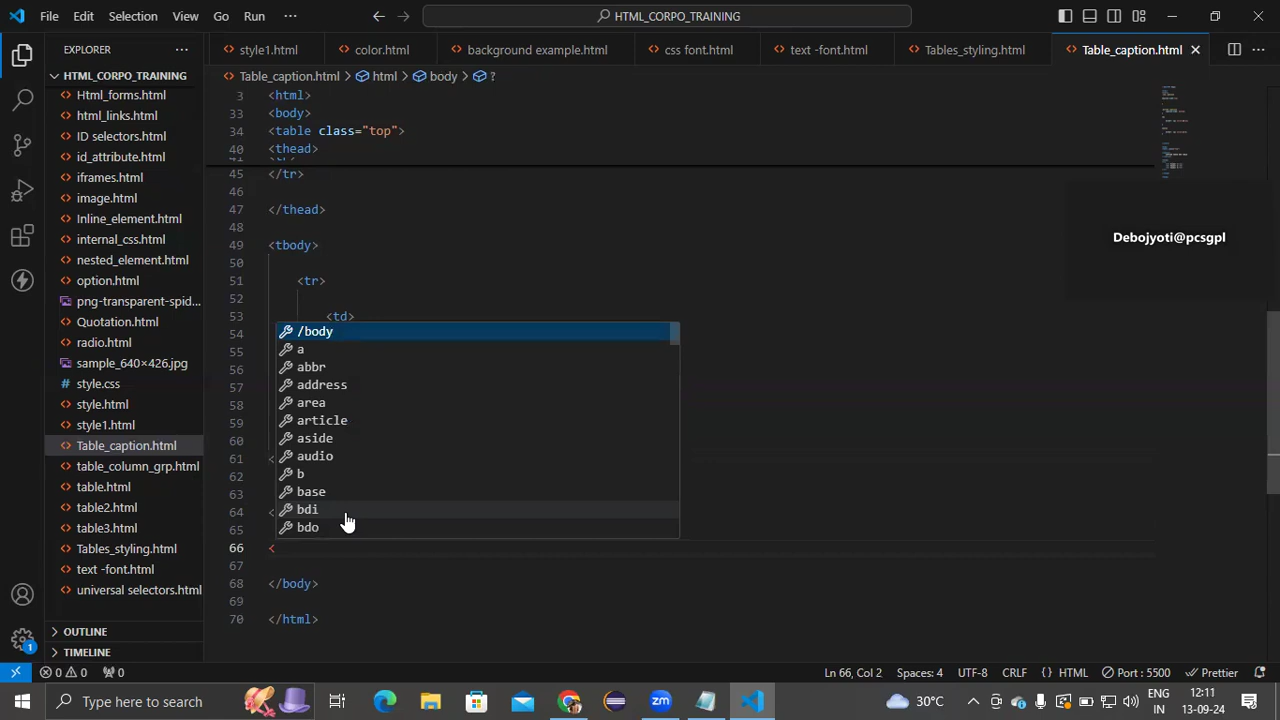 File Edit Selection View Go Run ··· HTML_CORPO_TRAINING
EXPLORER ···
HTML_CORPO_TRAINING
Html_forms.html
html_links.html
ID selectors.html
id_attribute.html
iframes.html
image.html
Inline_element.html
internal_css.html
nested_element.html
option.html
png-transparent-spid...
Quotation.html
radio.html
sample_640×426.jpg
style.css
style.html
style1.html
Table_caption.html
table_column_grp.html
table.html
table2.html
table3.html
Tables_styling.html
text -font.html
universal selectors.html
OUTLINE
TIMELINE
style1.html color.html background example.html css font.html text -font.html Tables_styling.html Table_caption.html
Table_caption.html > html > body > ?
3 <html>
33 <body>
34 <table class="top">
40 <thead>
41 <tr>
45 </tr>
46
47 </thead>
48
49 <tbody>
50
51 <tr>
52
53 <td>
54
55
56
57
58
59
60
61 <
62
63
64 <
65
66 <
67
68 </body>
69
70 </html>
/body
a
abbr
address
area
article
aside
audio
b
base
bdi
bdo
Debojyoti@pcsgpl
0 0 0 Ln 66, Col 2 Spaces: 4 UTF-8 CRLF {} HTML Port : 5500 Prettier
1
Type here to search 30°C ENG IN 12:11 13-09-24